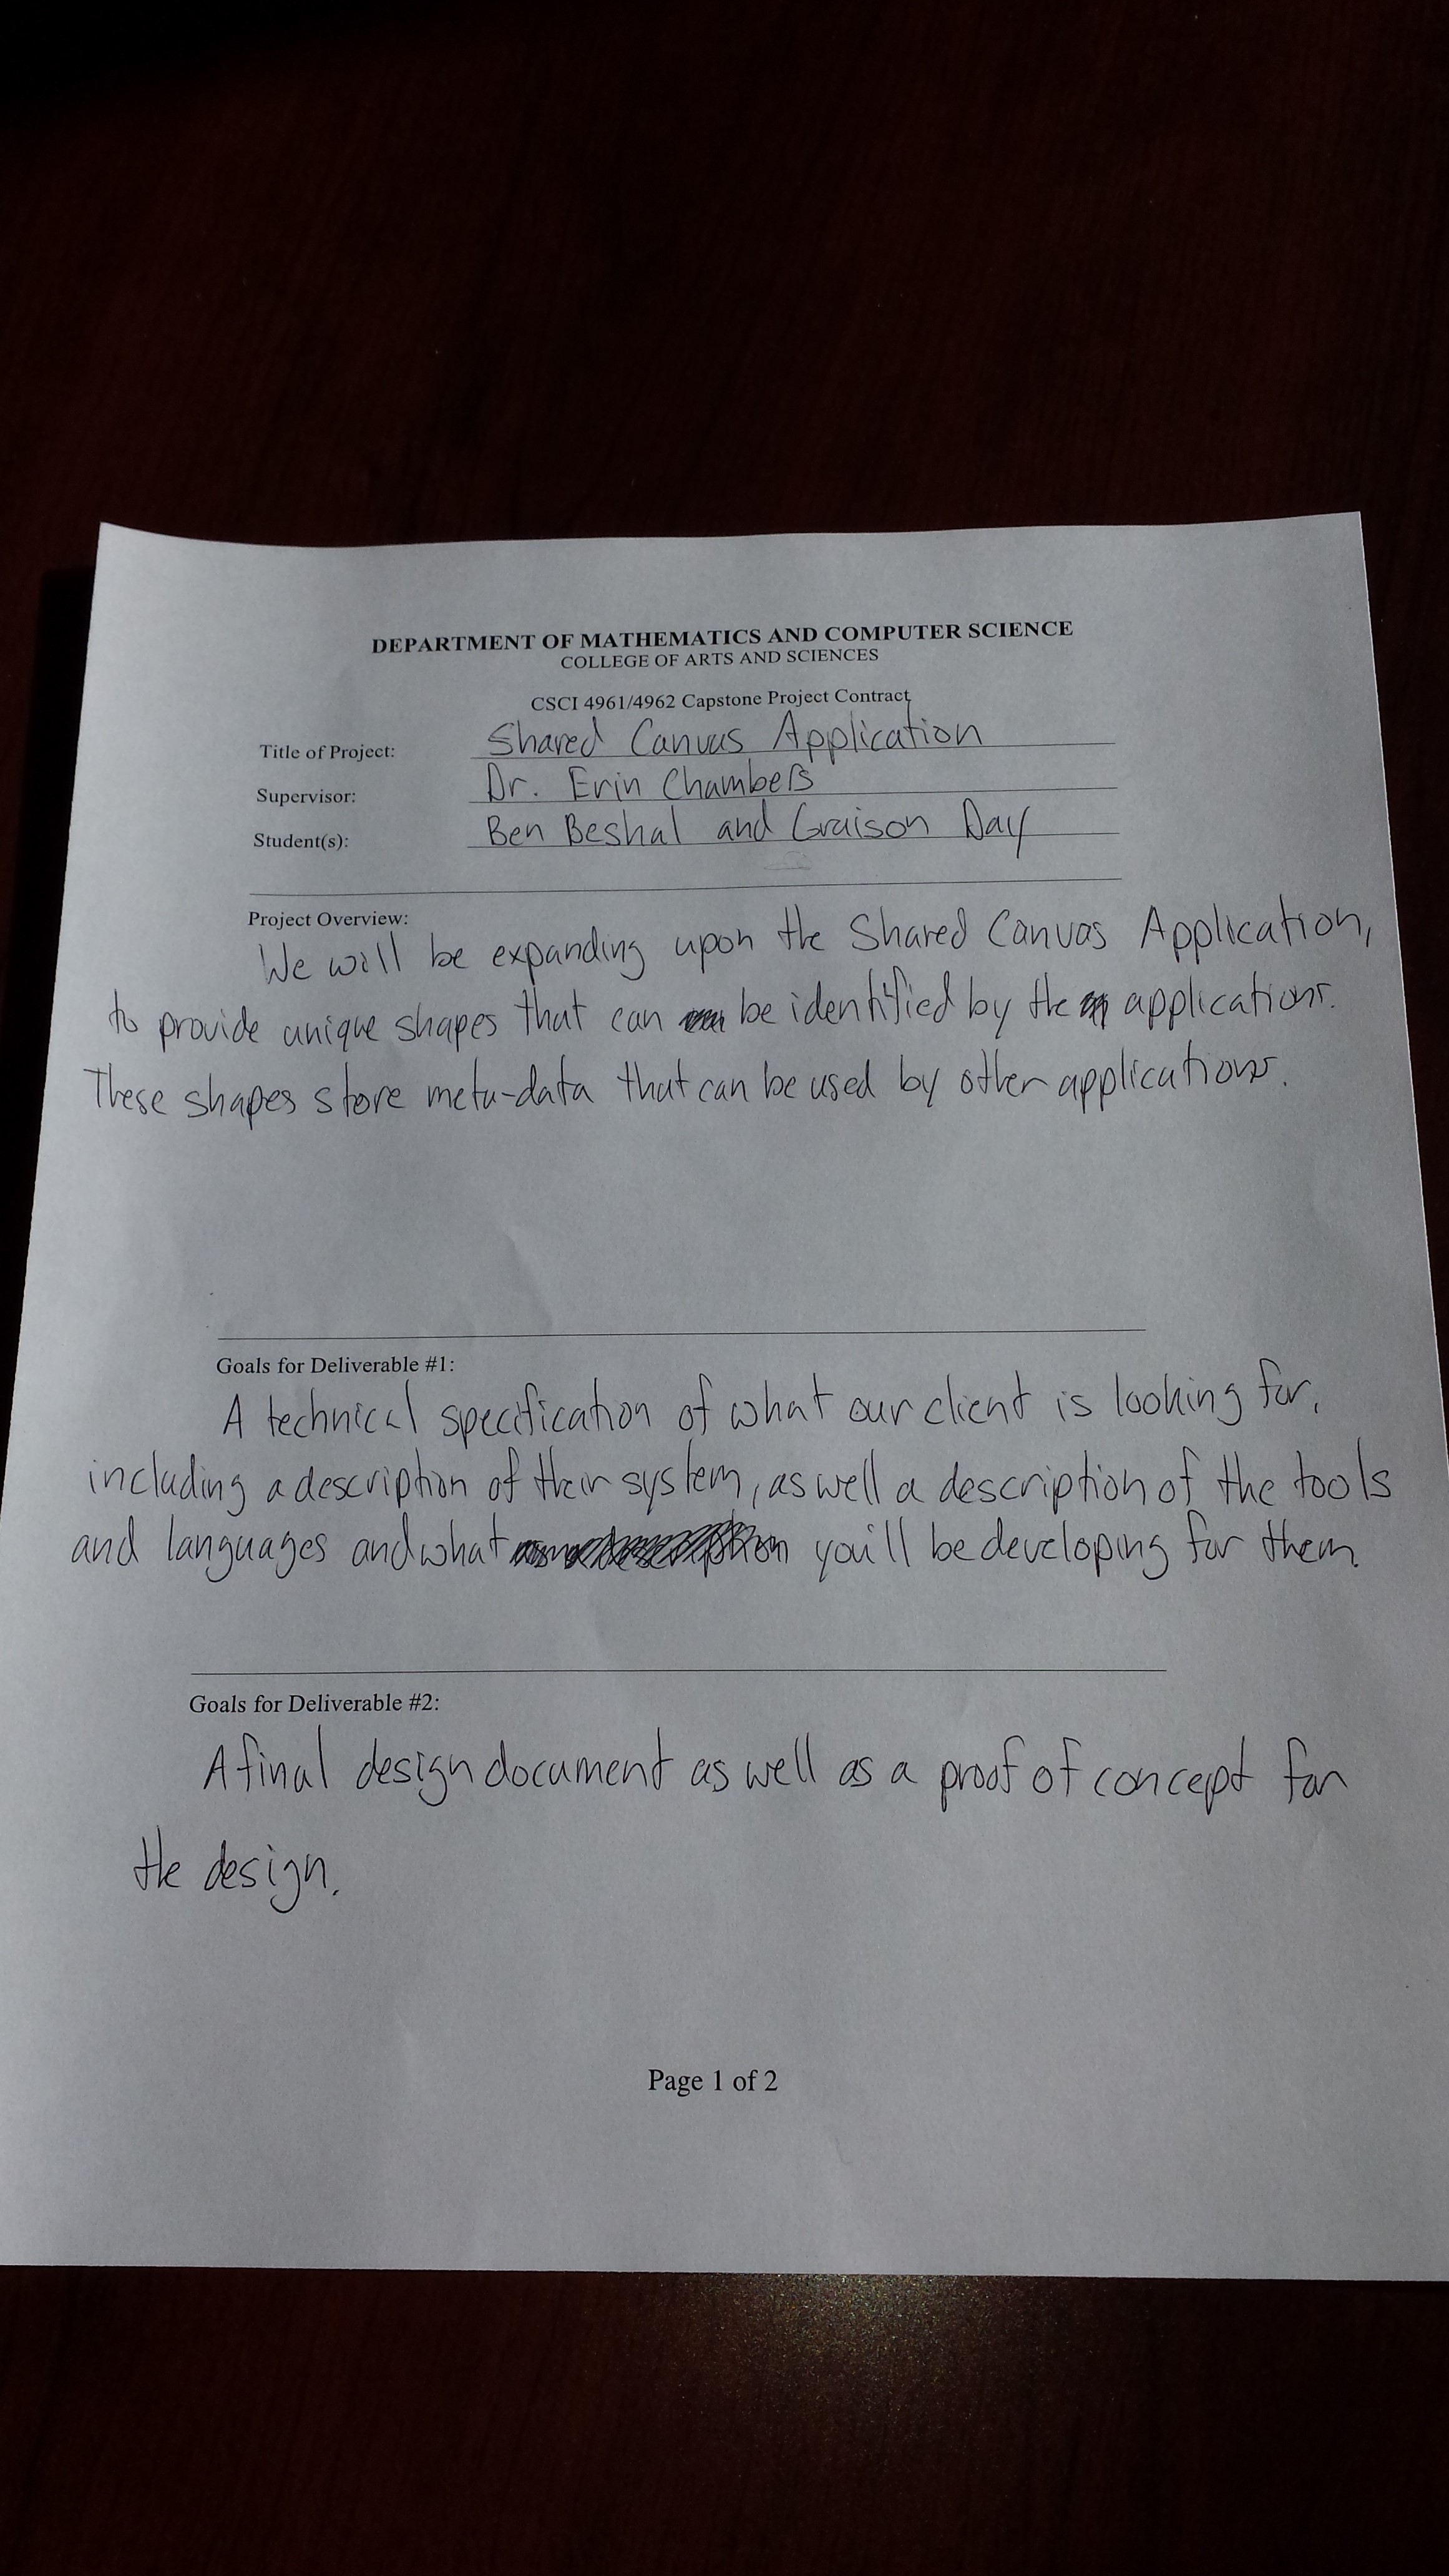 DEPARTMENT OF MATHEMATICS AND COMPUTER SCIENCE
COLLEGE OF ARTS AND SCIENCES
CSCI 4961/4962 Capstone Project Contract
Title of Project: Shared Canvas Application
Supervisor: Dr. Erin Chambers
Student(s): Ben Beshal and Graison Day
Project Overview:
We will be expanding upon the Shared Canvas Application,
to provide unique shapes that can be identified by the applications.
These shapes store meta-data that can be used by other applications.
Goals for Deliverable #1:
A technical specification of what our client is looking for,
including a description of their system, as well a description of the tools
and languages and what you'll be developing for them.
Goals for Deliverable #2:
A final design document as well as a proof of concept for
the design.
Page 1 of 2